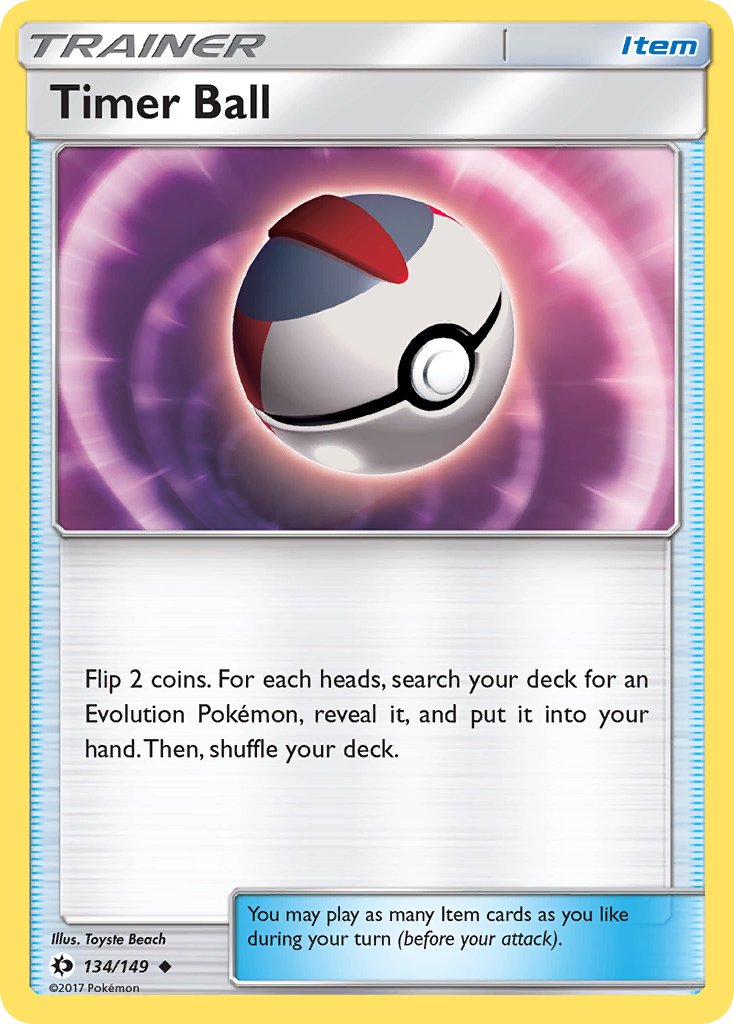 TRAINER
Item
Timer Ball
Flip 2 coins. For each heads, search your deck for an
Evolution Pokémon, reveal it, and put it into your
hand. Then, shuffle your deck.
You may play as many Item cards as you like
during your turn (before your attack).
Illus. Toyste Beach
134/149
©2017 Pokémon